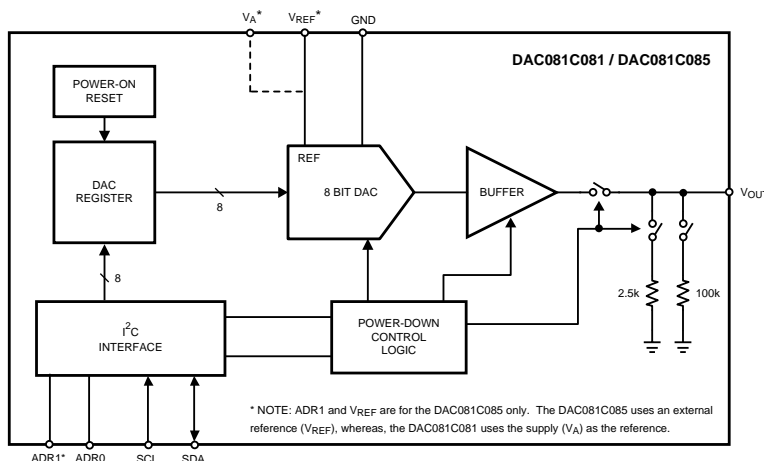 VA* VREF* GND
DAC081C081 / DAC081C085
POWER-ON
RESET
REF
DAC
REGISTER
8
8 BIT DAC
BUFFER
VOUT
8
2.5k
100k
I2C
INTERFACE
POWER-DOWN
CONTROL
LOGIC
* NOTE: ADR1 and VREF are for the DAC081C085 only. The DAC081C085 uses an external
reference (VREF), whereas, the DAC081C081 uses the supply (VA) as the reference.
ADR1* ADR0 SCL SDA